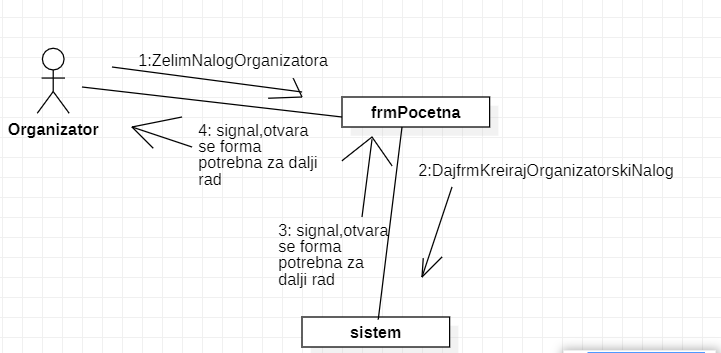 1:ZelimNalogOrganizatora
frmPocetna
Organizator
4: signal,otvara
se forma
potrebna za dalji
rad
2:DajfrmKreirajOrganizatorskiNalog
3: signal,otvara
se forma
potrebna za
dalji rad
sistem